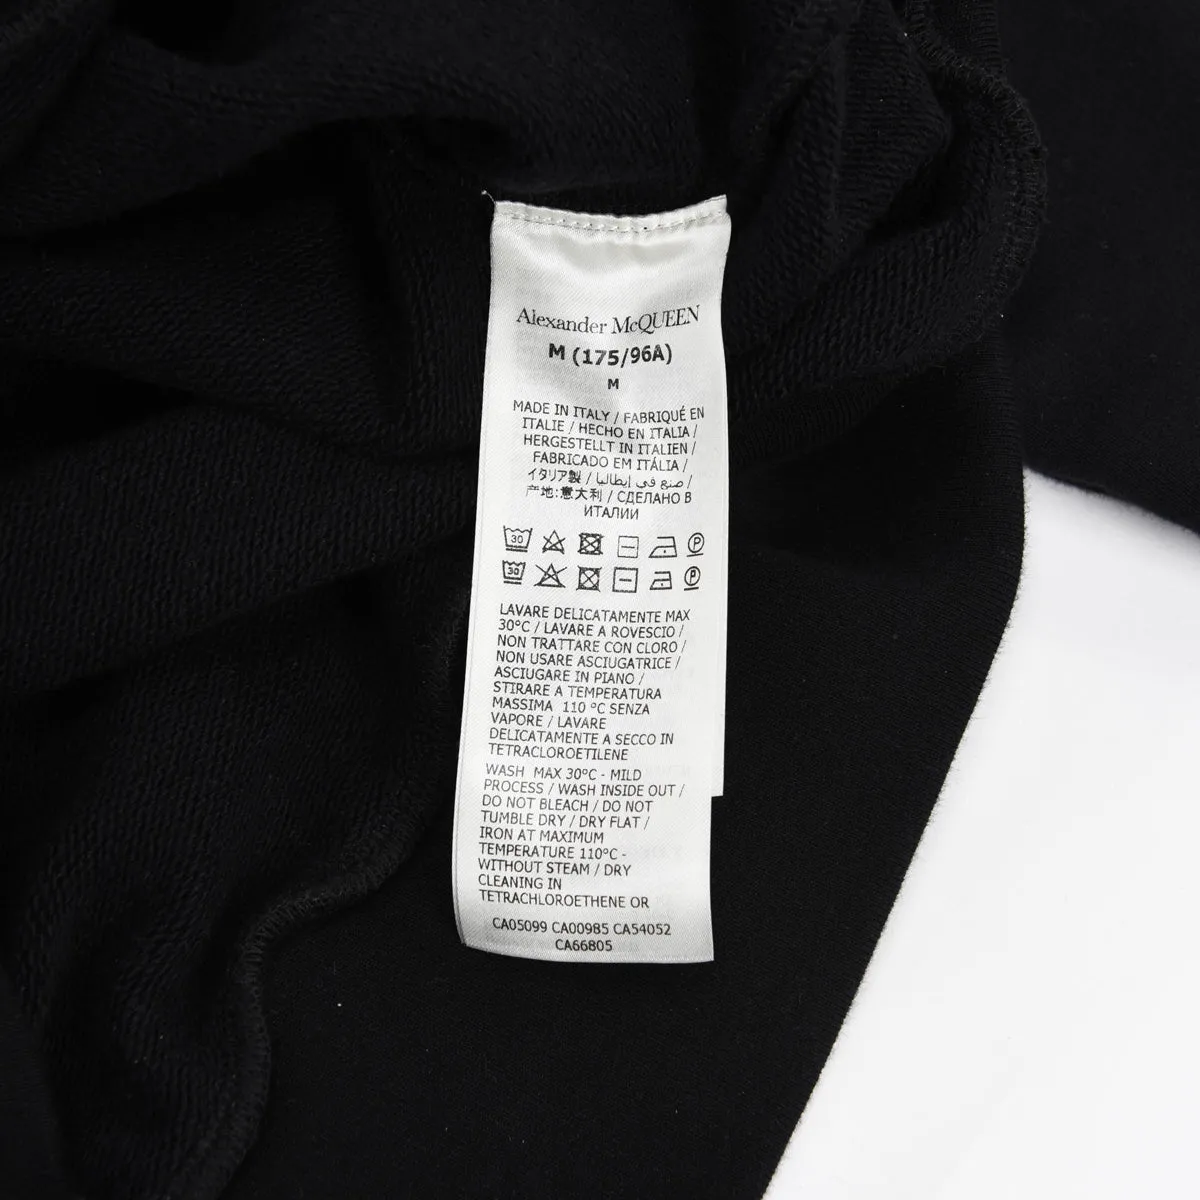 Alexander McQUEEN
M (175/96A)
M
MADE IN ITALY / FABRIQUÉ EN
ITALIE / HECHO EN ITALIA /
HERGESTELLT IN ITALIEN /
FABRICADO EM ITÁLIA /
イタリア製 / صنع في إيطاليا /
产地:意大利 / СДЕЛАНО В
ИТАЛИИ
30 P
30 P
LAVARE DELICATAMENTE MAX
30°C / LAVARE A ROVESCIO /
NON TRATTARE CON CLORO /
NON USARE ASCIUGATRICE /
ASCIUGARE IN PIANO /
STIRARE A TEMPERATURA
MASSIMA 110 °C SENZA
VAPORE / LAVARE
DELICATAMENTE A SECCO IN
TETRACLOROETILENE
WASH MAX 30°C - MILD
PROCESS / WASH INSIDE OUT /
DO NOT BLEACH / DO NOT
TUMBLE DRY / DRY FLAT /
IRON AT MAXIMUM
TEMPERATURE 110°C -
WITHOUT STEAM / DRY
CLEANING IN
TETRACHLOROETHENE OR
CA05099 CA00985 CA54052
CA66805